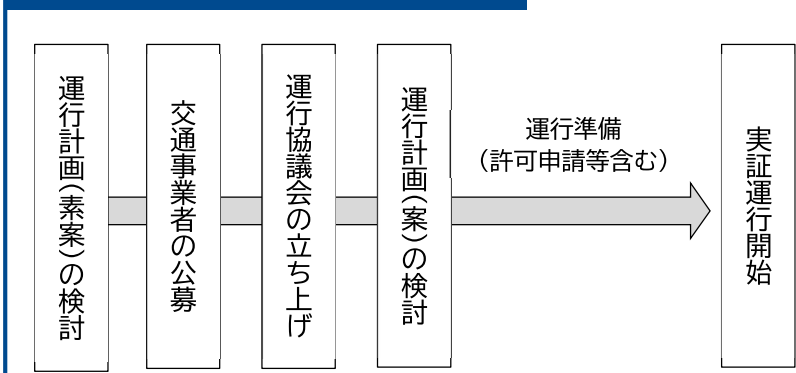 運行計画(素案)の検討
交通事業者の公募
運行協議会の立ち上げ
運行計画(案)の検討
運行準備
(許可申請等含む)
実証運行開始